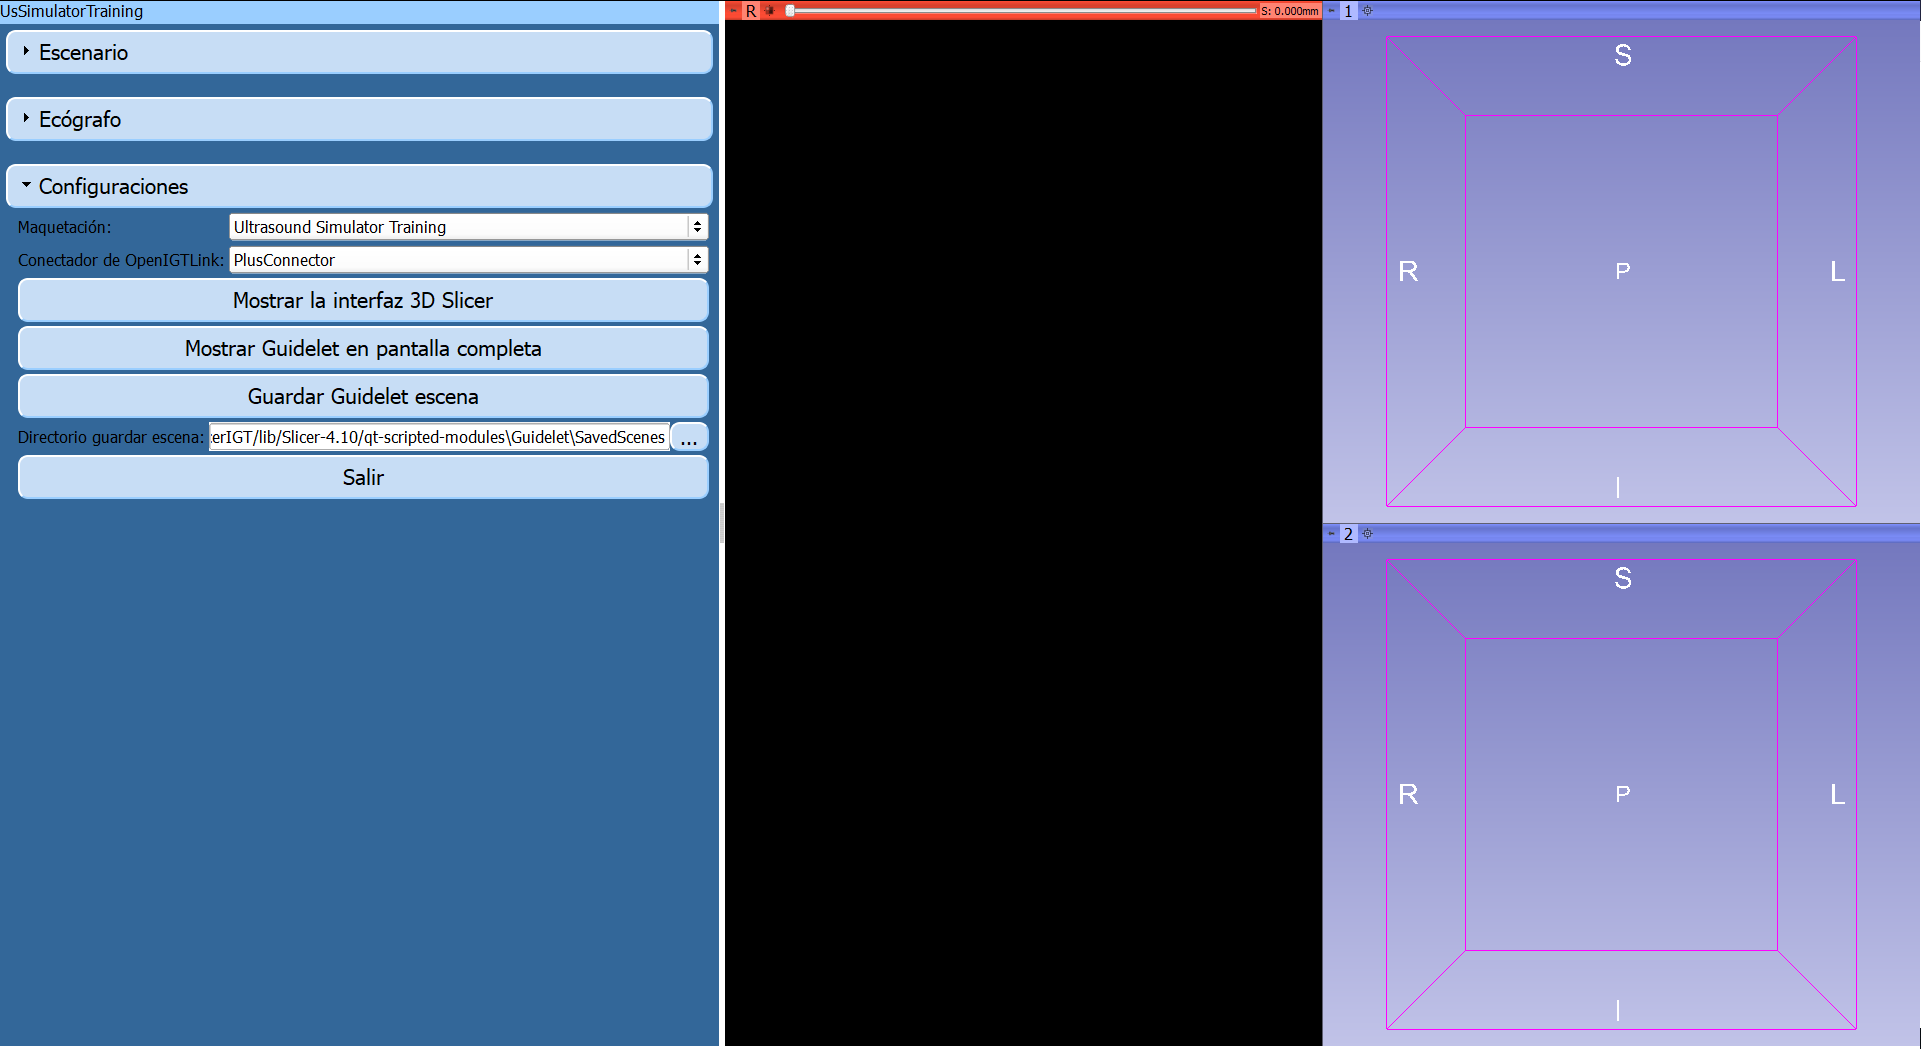 UsSimulatorTraining
Escenario
Ecógrafo
Configuraciones
Maquetación: Ultrasound Simulator Training
Conectador de OpenIGTLink: PlusConnector
Mostrar la interfaz 3D Slicer
Mostrar Guidelet en pantalla completa
Guardar Guidelet escena
Directorio guardar escena: :erIGT/lib/Slicer-4.10/qt-scripted-modules\Guidelet\SavedScenes ...
Salir
R S: 0.000mm
1
S
R P L
I
2
S
R P L
I